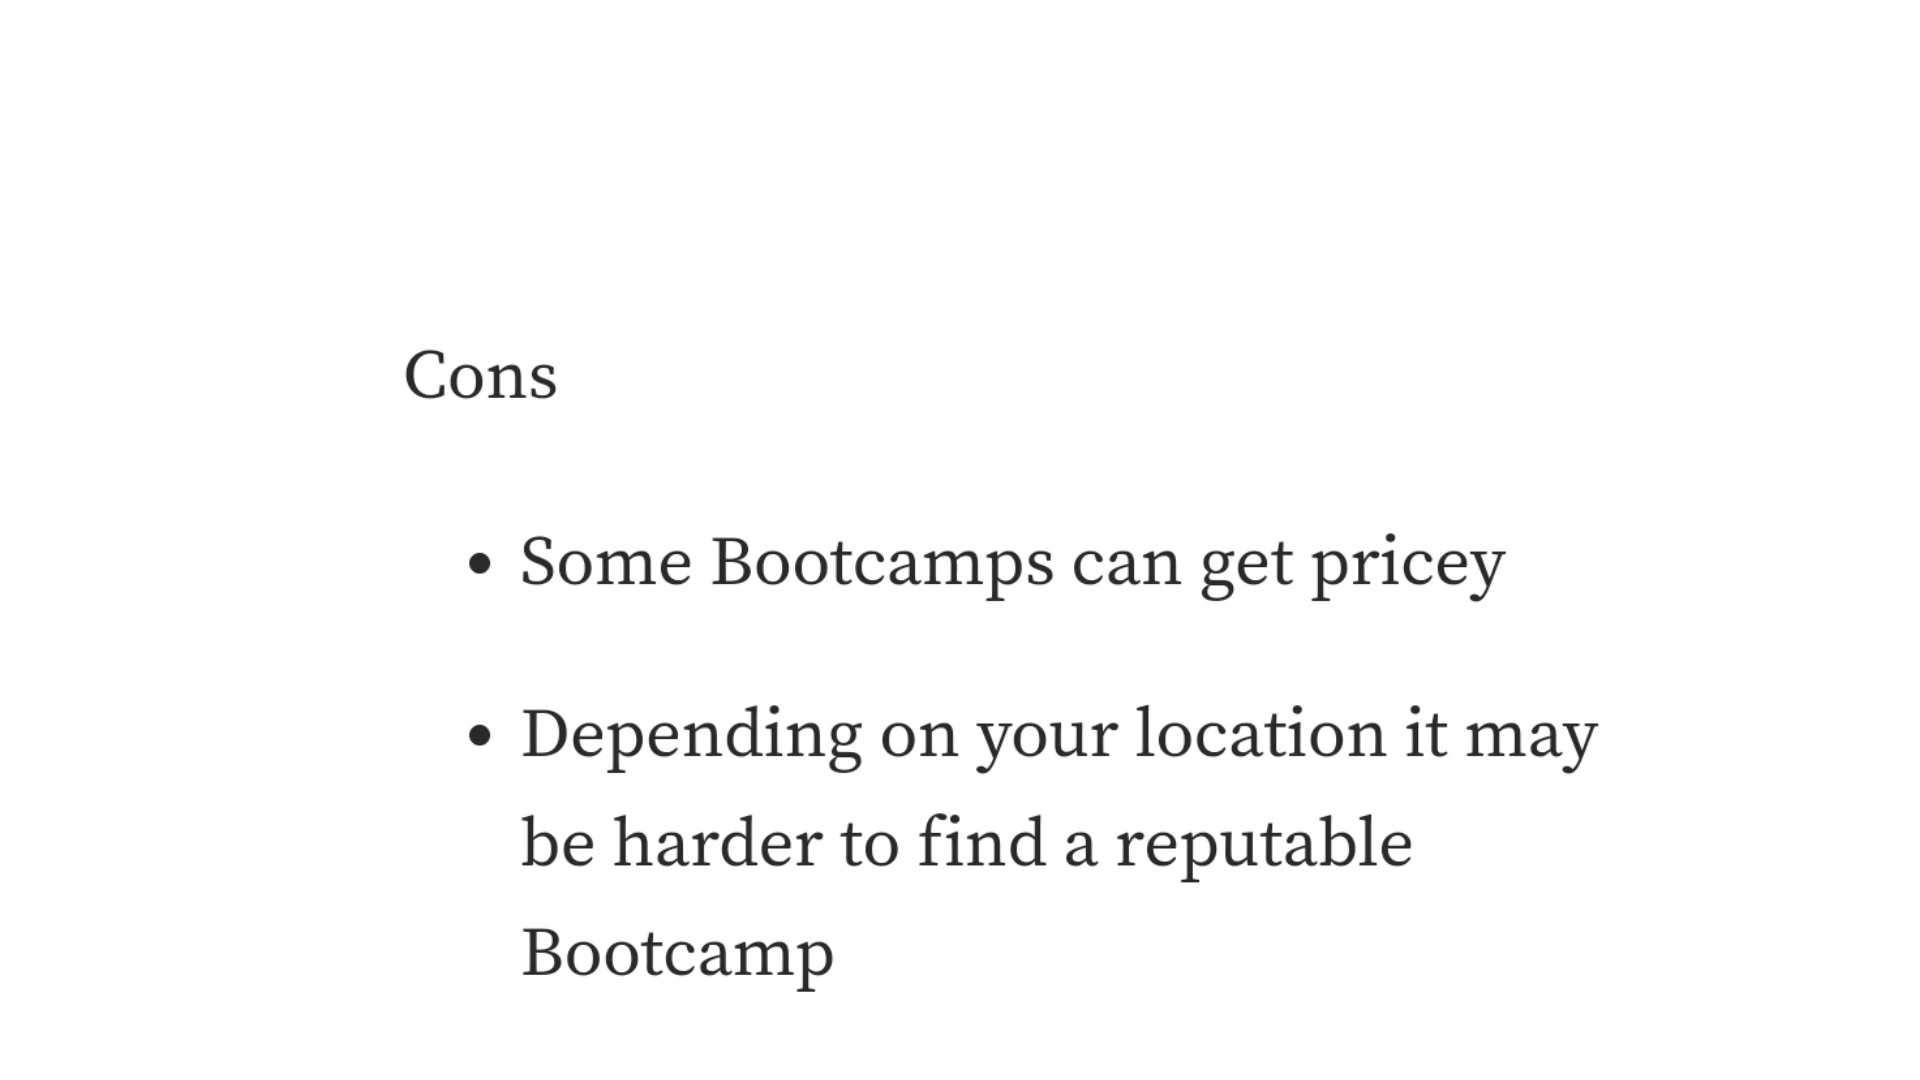 Cons
• Some Bootcamps can get pricey
• Depending on your location it may
be harder to find a reputable
Bootcamp